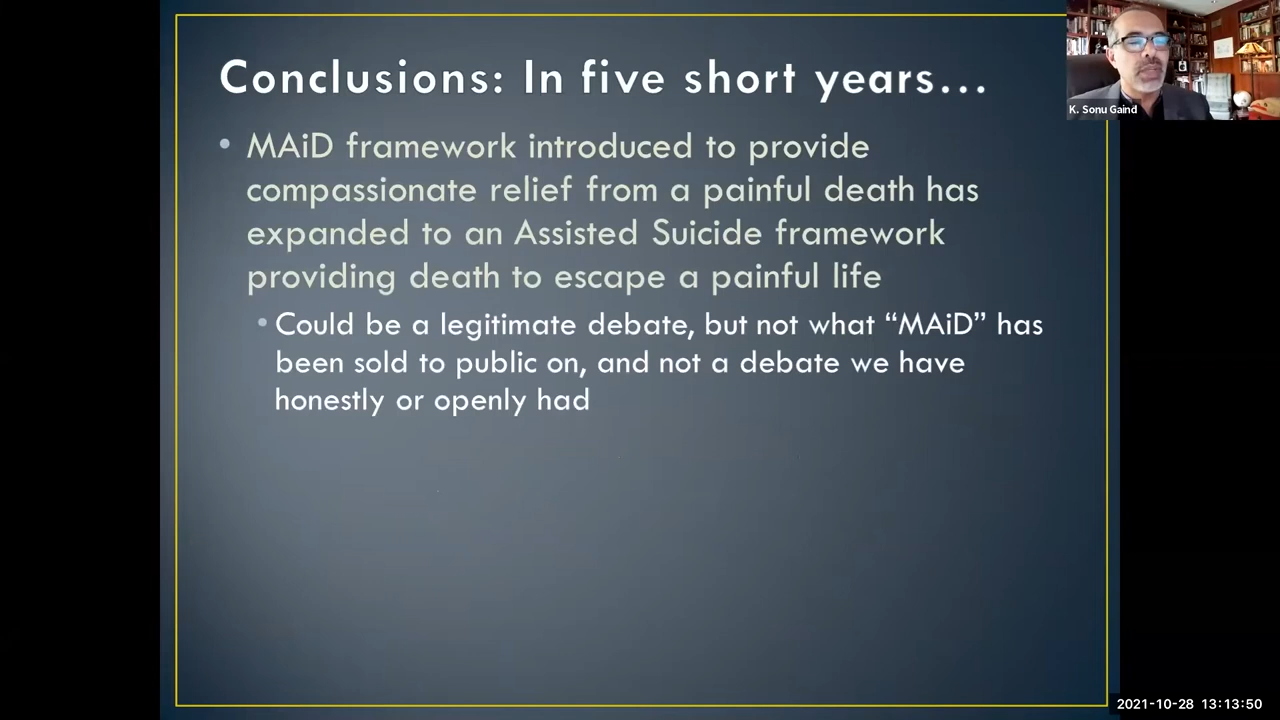 Conclusions: In five short years…
K. Sonu Gaind
• MAiD framework introduced to provide
compassionate relief from a painful death has
expanded to an Assisted Suicide framework
providing death to escape a painful life
• Could be a legitimate debate, but not what “MAiD” has
been sold to public on, and not a debate we have
honestly or openly had
2021-10-28 13:13:50